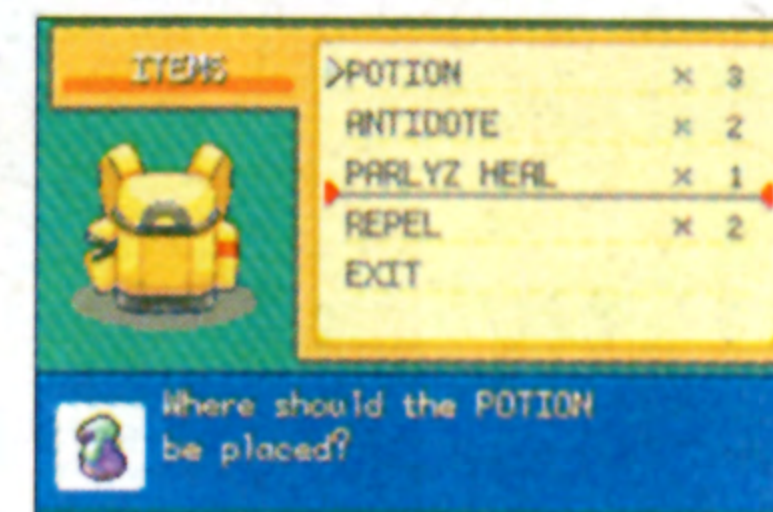 ITEMS
POTION × 3
ANTIDOTE × 2
PARLYZ HEAL × 1
REPEL × 2
EXIT
Where should the POTION
be placed?